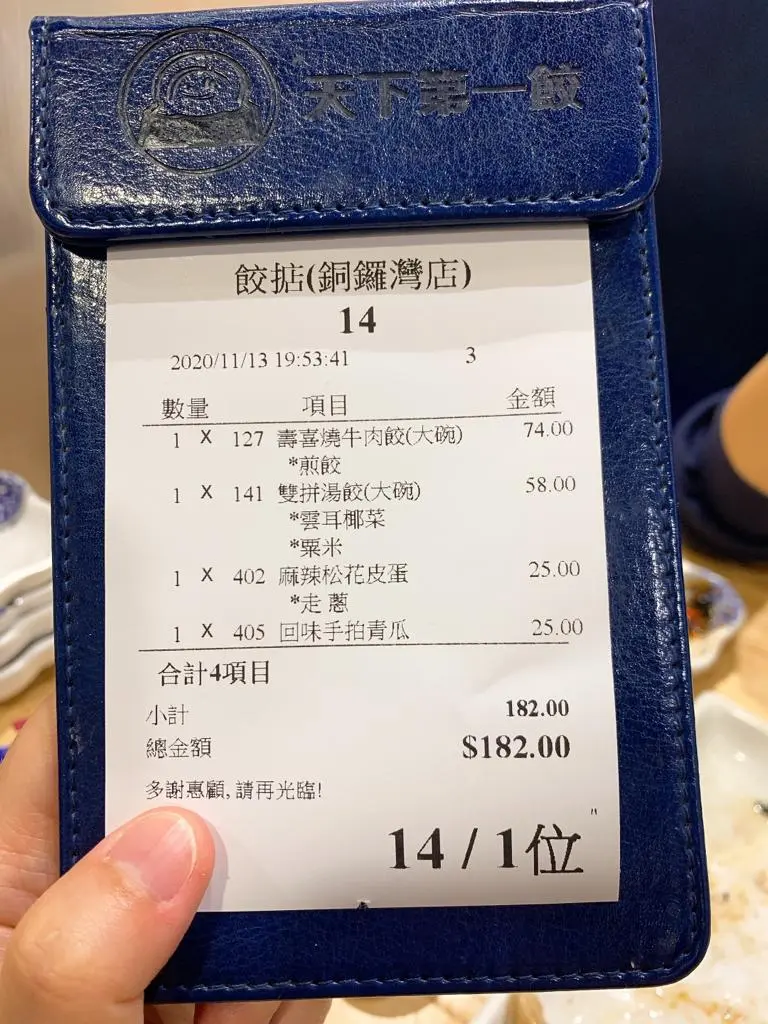 天下第一餃
餃掂(銅鑼灣店)
14
2020/11/13 19:53:41 3
數量 項目 金額
1 X 127 壽喜燒牛肉餃(大碗) 74.00
*煎餃
1 X 141 雙拼湯餃(大碗) 58.00
*雲耳椰菜
*粟米
1 X 402 麻辣松花皮蛋 25.00
*走 蔥
1 X 405 回味手拍青瓜 25.00
合計4項目
小計 182.00
總金額 $182.00
多謝惠顧, 請再光臨!
14 / 1位